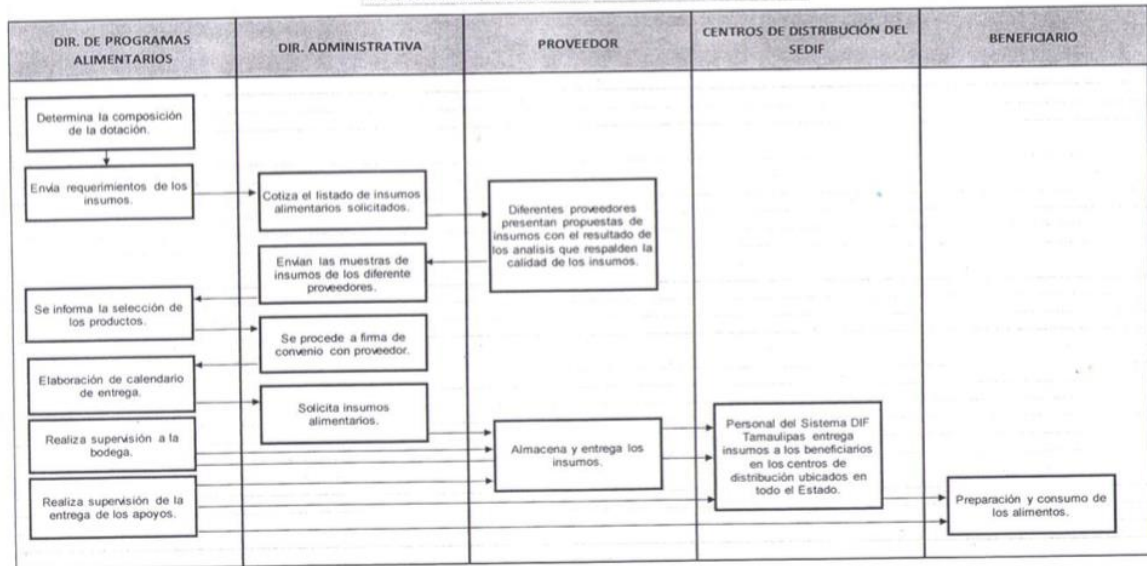 DIR. DE PROGRAMAS
ALIMENTARIOS
DIR. ADMINISTRATIVA
PROVEEDOR
CENTROS DE DISTRIBUCIÓN DEL
SEDIF
BENEFICIARIO
Determina la composición
de la dotación.
Envía requerimientos de los
insumos.
Cotiza el listado de insumos
alimentarios solicitados.
Diferentes proveedores
presentan propuestas de
insumos con el resultado de
los analisis que respalden la
calidad de los insumos.
Envían las muestras de
insumos de los diferente
proveedores.
Se informa la selección de
los productos.
Se procede a firma de
convenio con proveedor.
Elaboración de calendario
de entrega.
Solicita insumos
alimentarios.
Realiza supervisión a la
bodega.
Almacena y entrega los
insumos.
Personal del Sistema DIF
Tamaulipas entrega
insumos a los beneficiarios
en los centros de
distribución ubicados en
todo el Estado.
Realiza supervisión de la
entrega de los apoyos.
Preparación y consumo de
los alimentos.